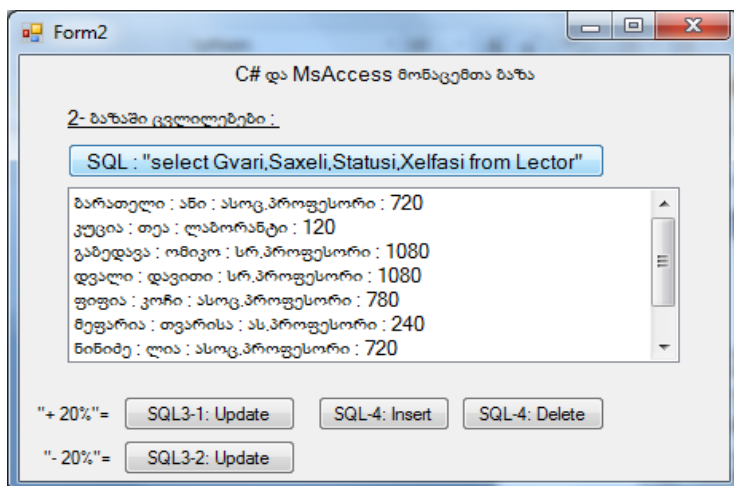 Form2
C# და MsAccess მონაცემთა ბაზა
2- ბაზაში ცვლილებები :
SQL : "select Gvari,Saxeli,Statusi,Xelfasi from Lector"
ბარათელი : ანი : ასოც.პროფესორი : 720
კუცია : თეა : ლაბორანტი : 120
გაბედავა : ომიკო : სრ.პროფესორი : 1080
დვალი : დავითი : სრ.პროფესორი : 1080
ფიფია : კოჩი : ასოც.პროფესორი : 780
მეფარია : თვარისა : ას.პროფესორი : 240
ნინიძე : ლია : ასოც.პროფესორი : 720
"+ 20%"= SQL3-1: Update SQL-4: Insert SQL-4: Delete
"- 20%"= SQL3-2: Update